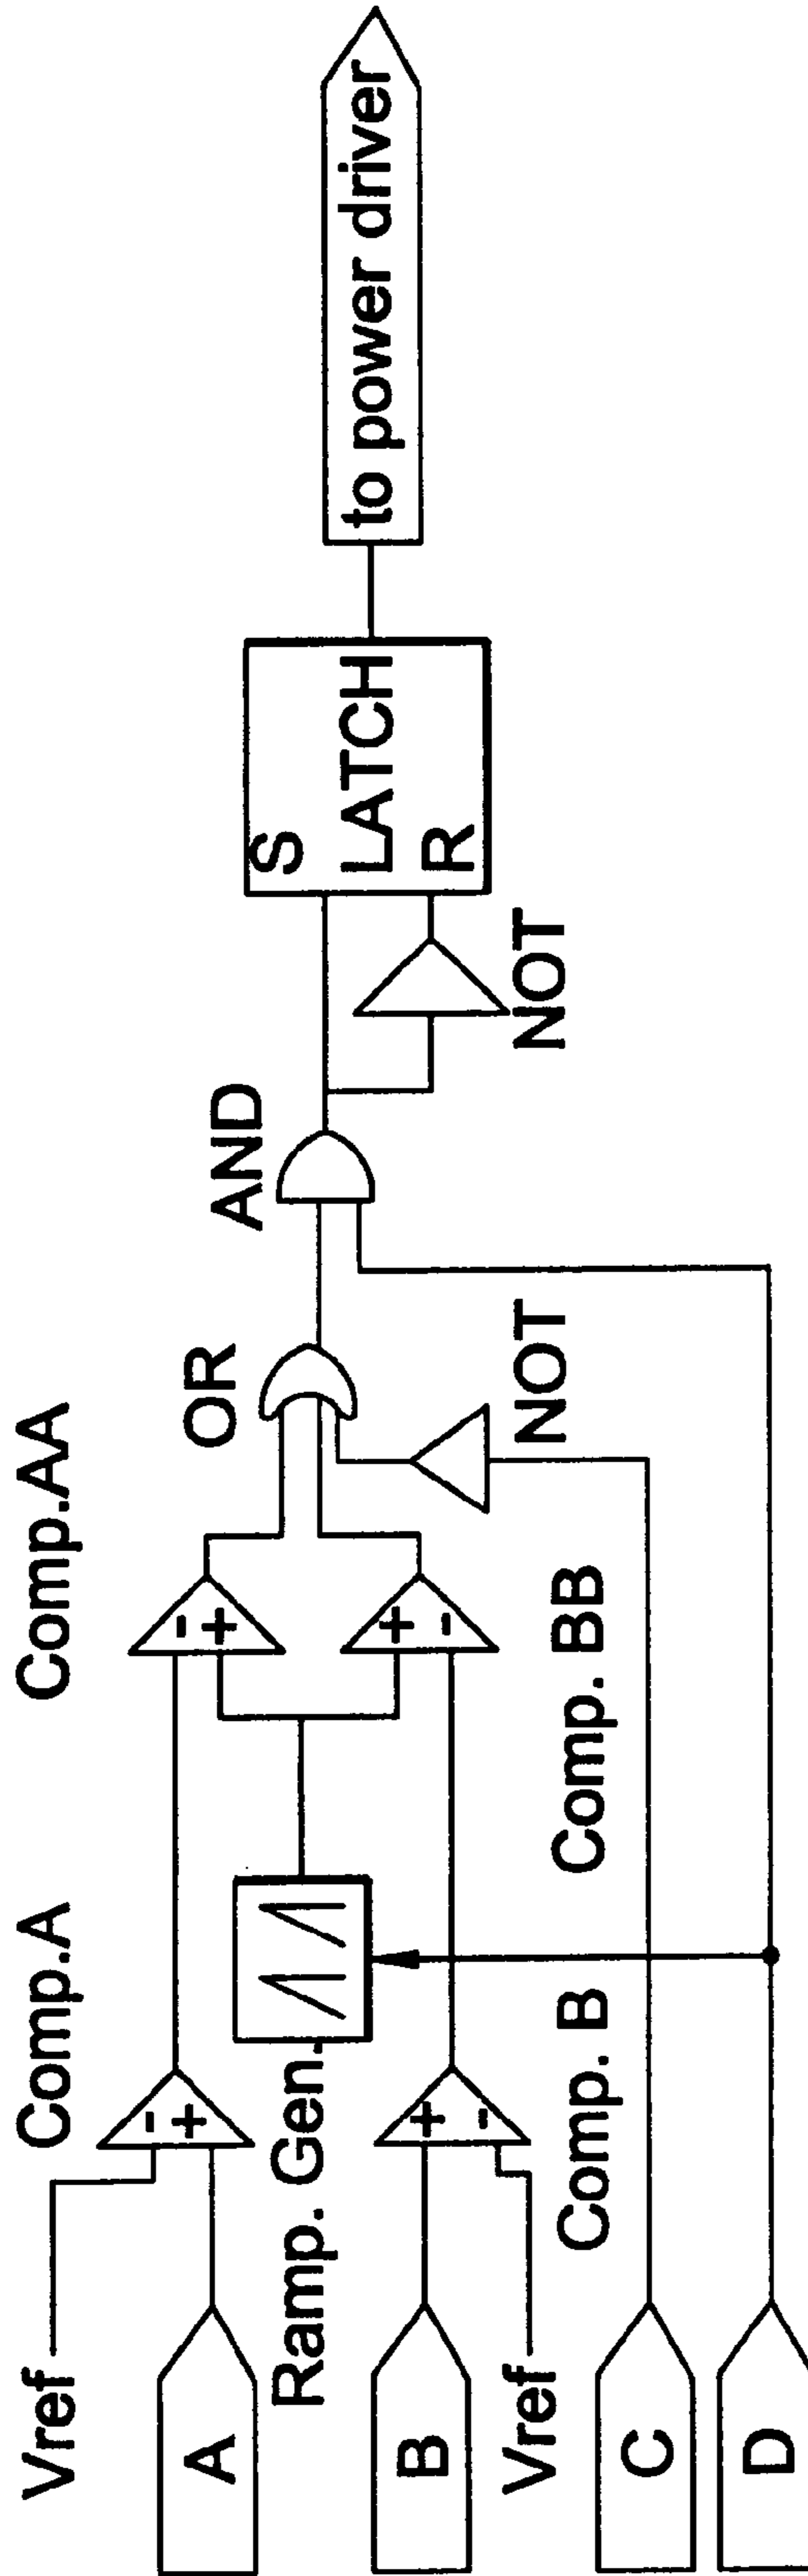 Vref
Comp.A
Comp.AA
A
-
+
-
+
OR
AND
S
LATCH
R
to power driver
Ramp. Gen.
+
-
NOT
B
+
-
Vref
Comp. B
Comp. BB
NOT
C
D